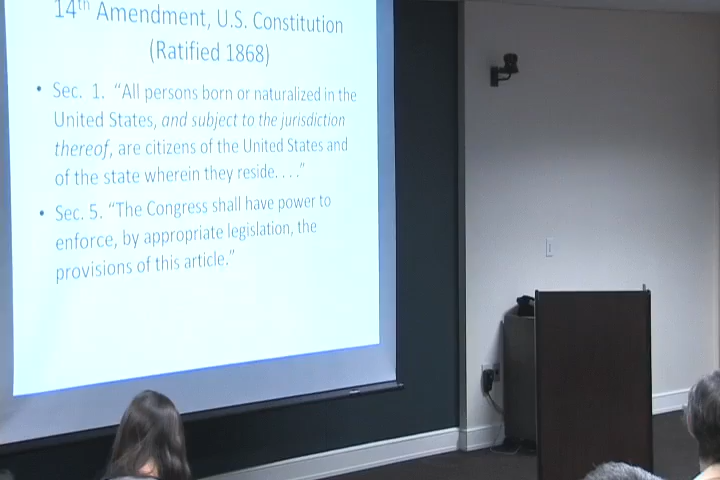 14th Amendment, U.S. Constitution
(Ratified 1868)
• Sec. 1. “All persons born or naturalized in the
United States, and subject to the jurisdiction
thereof, are citizens of the United States and
of the state wherein they reside. . . .”
• Sec. 5. “The Congress shall have power to
enforce, by appropriate legislation, the
provisions of this article.”